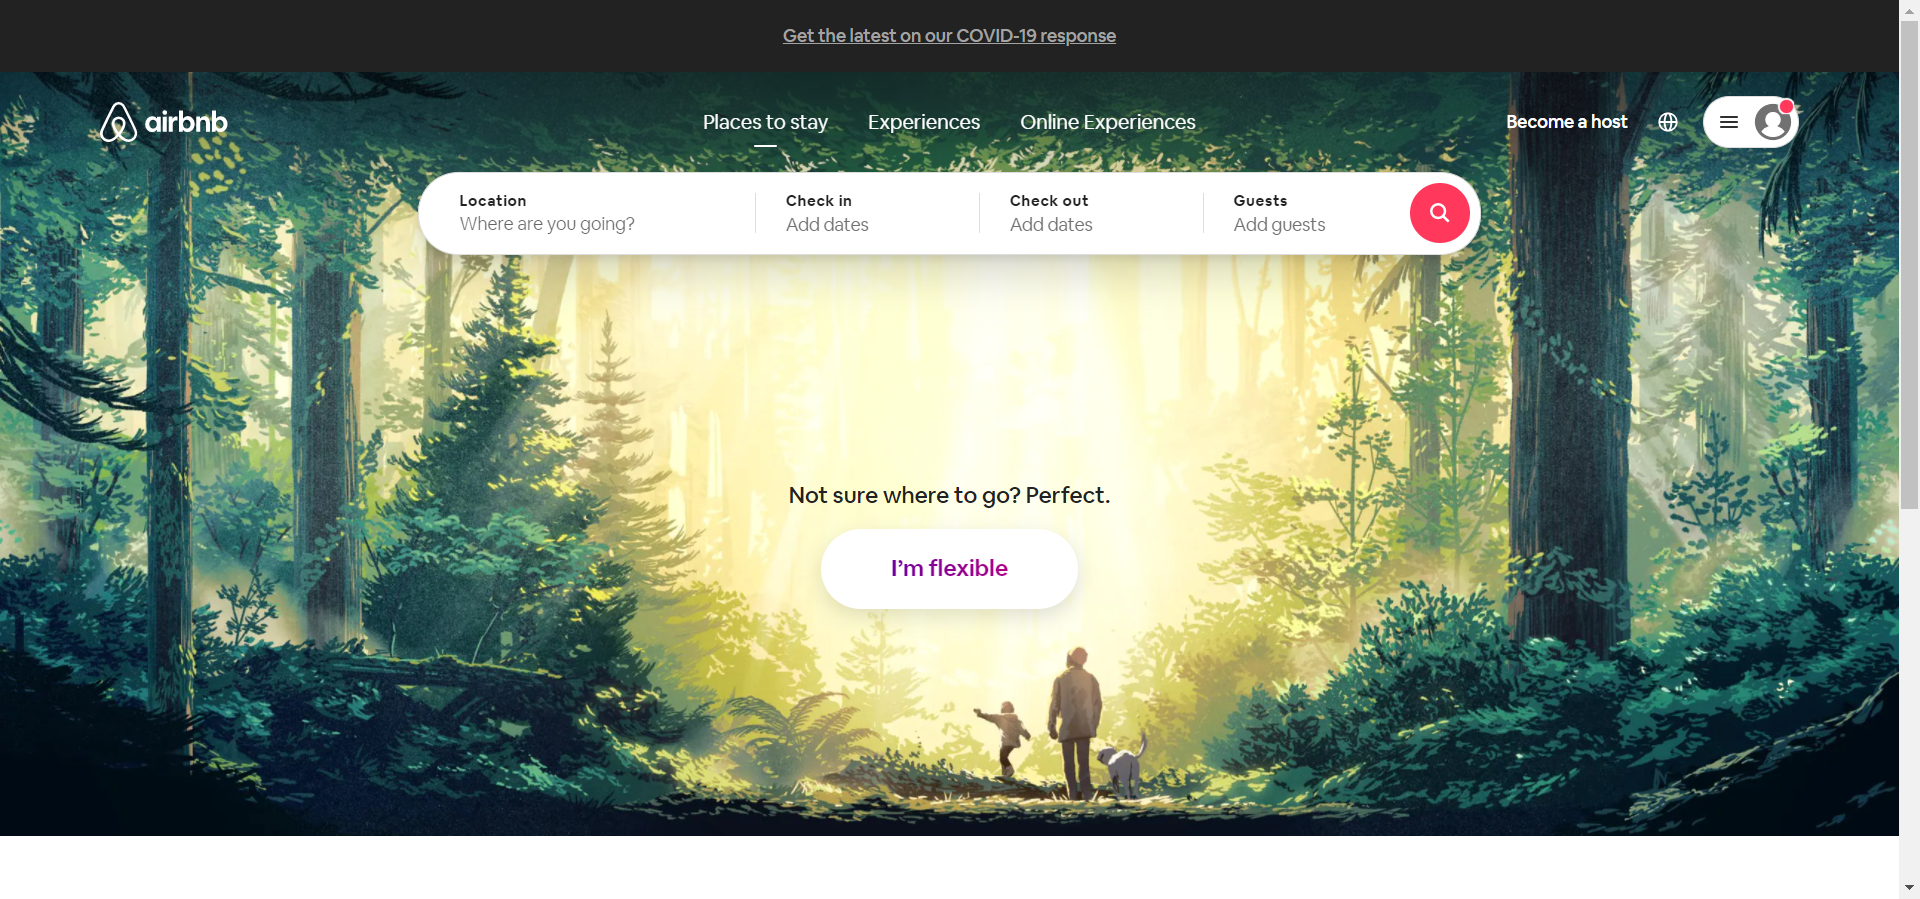 Get the latest on our COVID-19 response
airbnb
Places to stay
Experiences
Online Experiences
Become a host
Location
Where are you going?
Check in
Add dates
Check out
Add dates
Guests
Add guests
Not sure where to go? Perfect.
I’m flexible